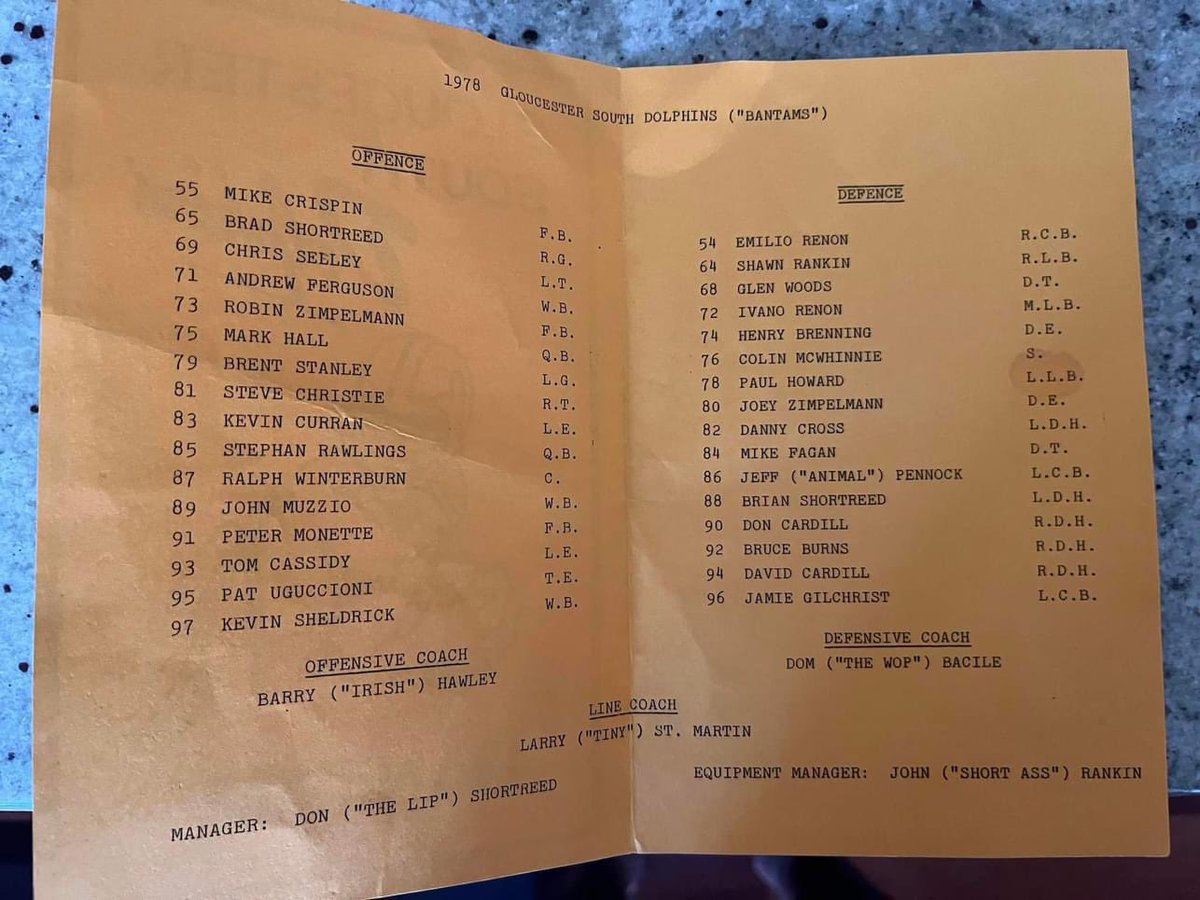 1978 GLOUCESTER SOUTH DOLPHINS ("BANTAMS")
OFFENCE
55 MIKE CRISPIN F.B.
65 BRAD SHORTREED R.G.
69 CHRIS SEELEY L.T.
71 ANDREW FERGUSON W.B.
73 ROBIN ZIMPELMANN F.B.
75 MARK HALL Q.B.
79 BRENT STANLEY L.G.
81 STEVE CHRISTIE R.T.
83 KEVIN CURRAN L.E.
85 STEPHAN RAWLINGS Q.B.
87 RALPH WINTERBURN C.
89 JOHN MUZZIO W.B.
91 PETER MONETTE F.B.
93 TOM CASSIDY L.E.
95 PAT UGUCCIONI T.E.
97 KEVIN SHELDRICK W.B.
OFFENSIVE COACH
BARRY ("IRISH") HAWLEY
DEFENCE
54 EMILIO RENON R.C.B.
64 SHAWN RANKIN R.L.B.
68 GLEN WOODS D.T.
72 IVANO RENON M.L.B.
74 HENRY BRENNING D.E.
76 COLIN MCWHINNIE S.
78 PAUL HOWARD L.L.B.
80 JOEY ZIMPELMANN D.E.
82 DANNY CROSS L.D.H.
84 MIKE FAGAN D.T.
86 JEFF ("ANIMAL") PENNOCK L.C.B.
88 BRIAN SHORTREED L.D.H.
90 DON CARDILL R.D.H.
92 BRUCE BURNS R.D.H.
94 DAVID CARDILL R.D.H.
96 JAMIE GILCHRIST L.C.B.
DEFENSIVE COACH
DOM ("THE WOP") BACILE
LINE COACH
LARRY ("TINY") ST. MARTIN
EQUIPMENT MANAGER: JOHN ("SHORT ASS") RANKIN
MANAGER: DON ("THE LIP") SHORTREED